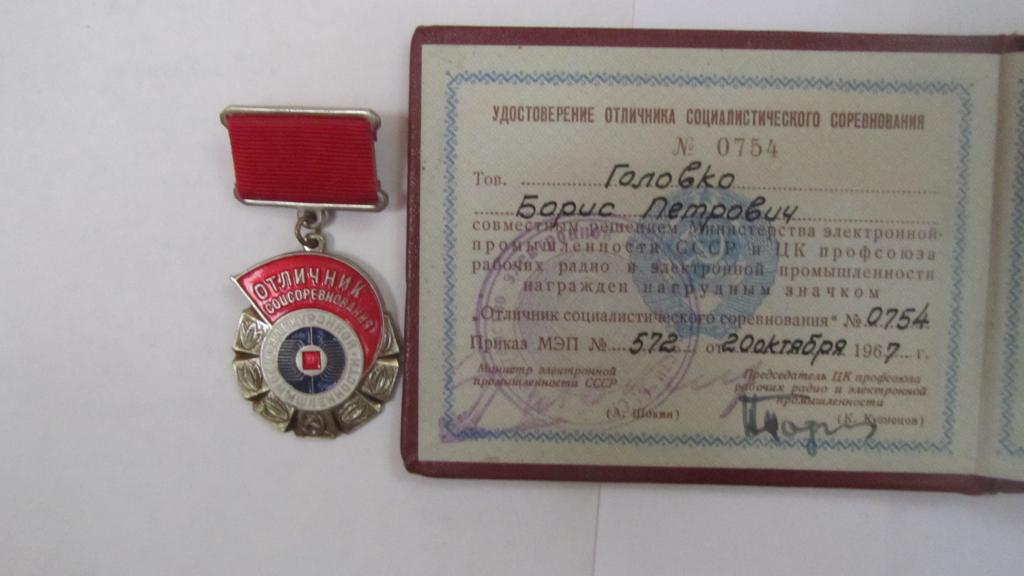 ОТЛИЧНИК
СОЦСОРЕВНОВАНИЯ
УДОСТОВЕРЕНИЕ ОТЛИЧНИКА СОЦИАЛИСТИЧЕСКОГО СОРЕВНОВАНИЯ
№ 0754
Тов. Головко
Борис Петрович
совместным решением Министерства электронной
промышленности СССР и ЦК профсоюза
рабочих радио и электронной промышленности
награжден нагрудным значком
„Отличник социалистического соревнования" № 0754
Приказ МЭП № 572 от 20 октября 1967 г.
Министр электронной
промышленности СССР
(А. Шокин)
Председатель ЦК профсоюза
рабочих радио и электронной
промышленности
(К. Кузнецов)